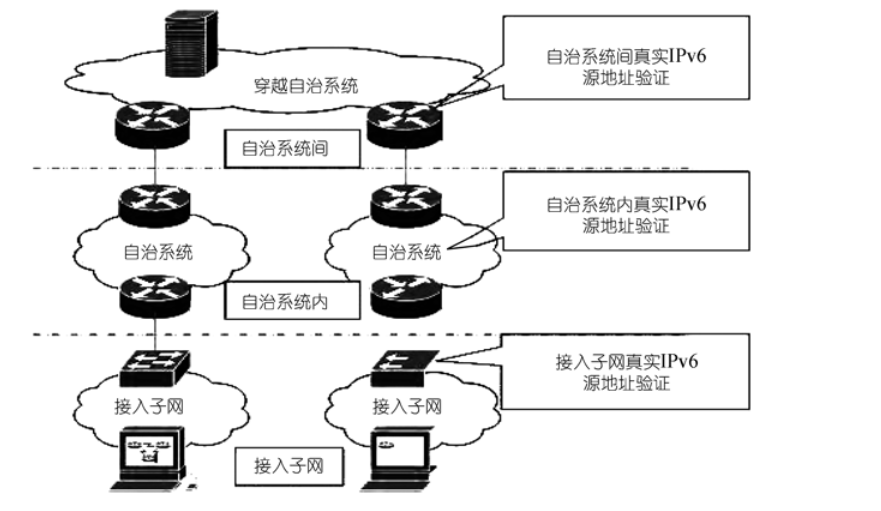 自治系统间真实IPv6
源地址验证
穿越自治系统
自治系统间
自治系统内真实IPv6
源地址验证
自治系统
自治系统
自治系统内
接入子网真实IPv6
源地址验证
接入子网
接入子网
接入子网